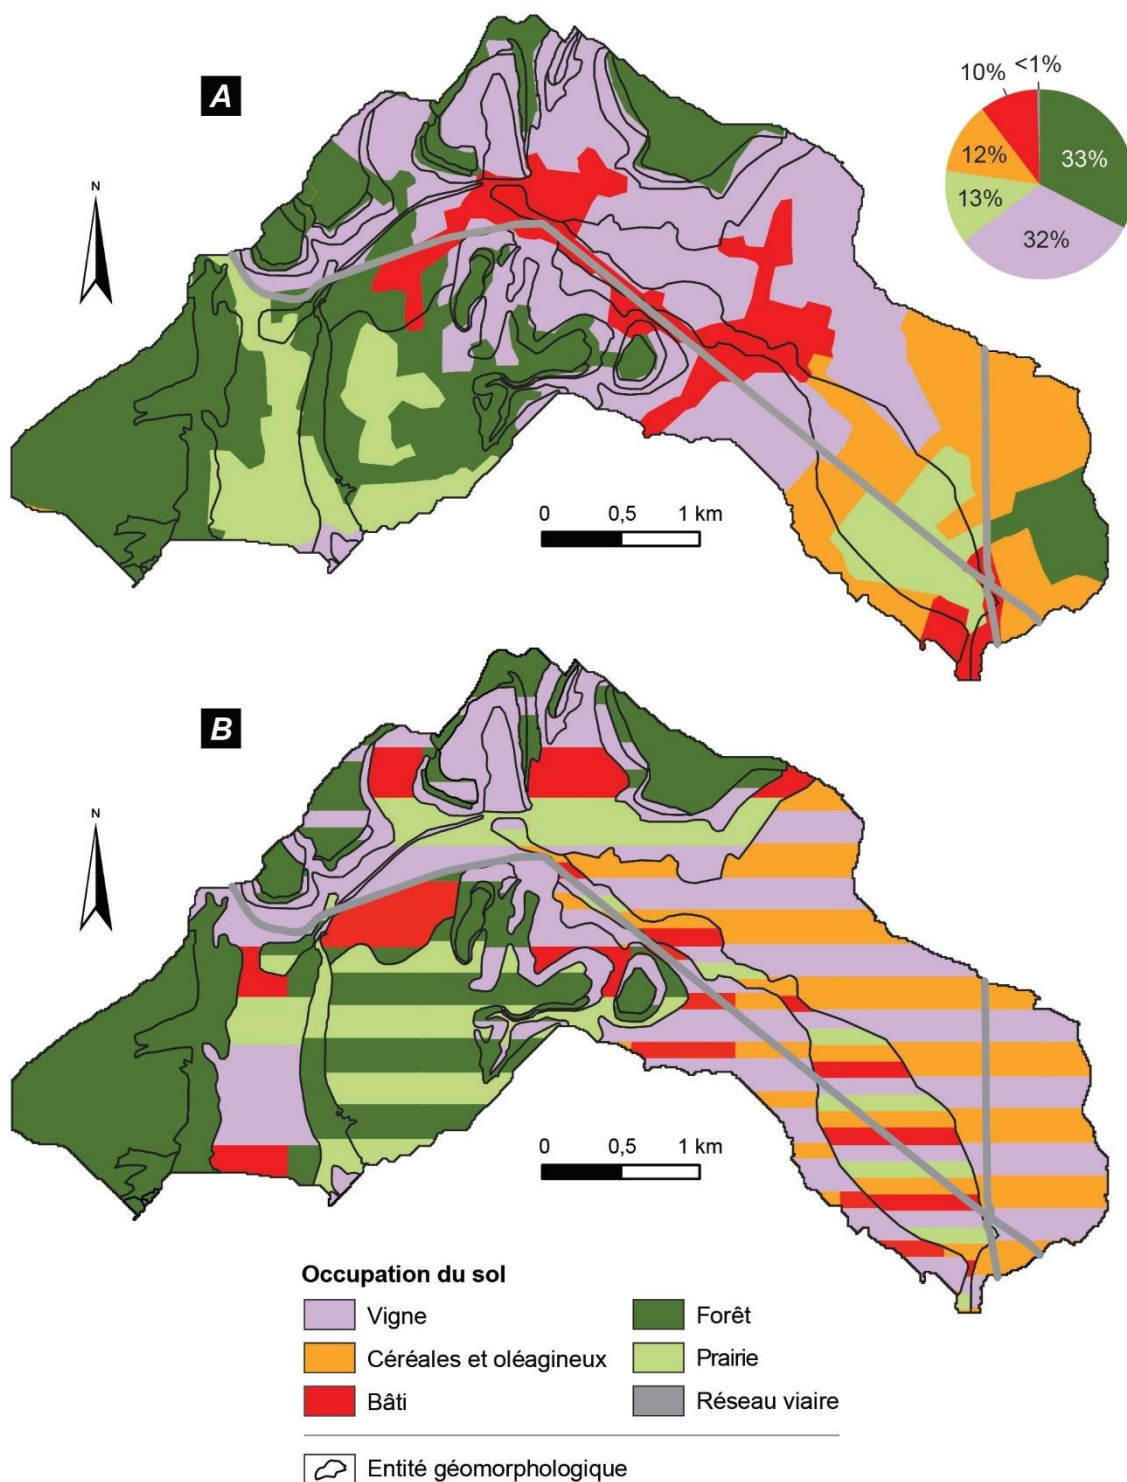 A
N
10%
<1%
12%
33%
13%
32%
0 0,5 1 km
B
N
0 0,5 1 km
Occupation du sol
Vigne
Forêt
Céréales et oléagineux
Prairie
Bâti
Réseau viaire
Entité géomorphologique